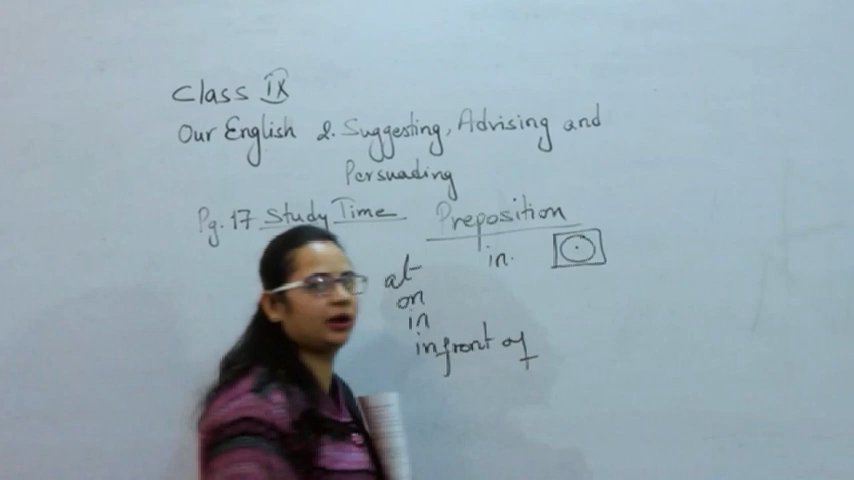 Class IX
Our English 2. Suggesting, Advising and
Persuading
Pg. 17 Study Time
Preposition
in.
at
on
in
infront of